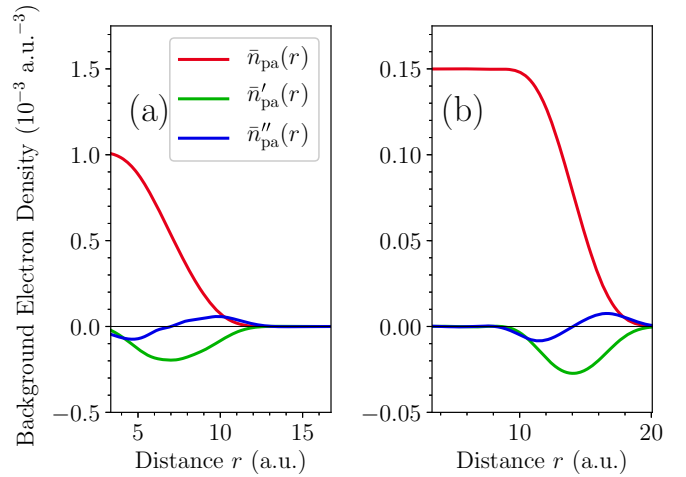 Background Electron Density (10⁻³ a.u.⁻³)
n̄pa(r)
n̄′pa(r)
n̄″pa(r)
(a)
1.5
1.0
0.5
0.0
−0.5
5
10
15
Distance r (a.u.)
(b)
0.15
0.10
0.05
0.00
−0.05
10
20
Distance r (a.u.)